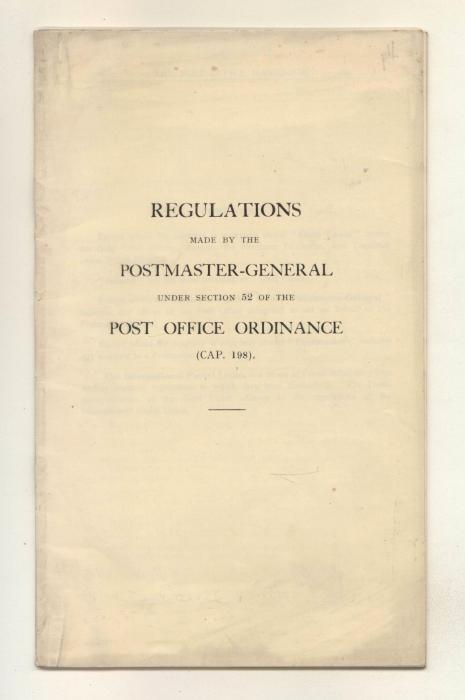 REGULATIONS
MADE BY THE
POSTMASTER-GENERAL
UNDER SECTION 52 OF THE
POST OFFICE ORDINANCE
(CAP. 198).